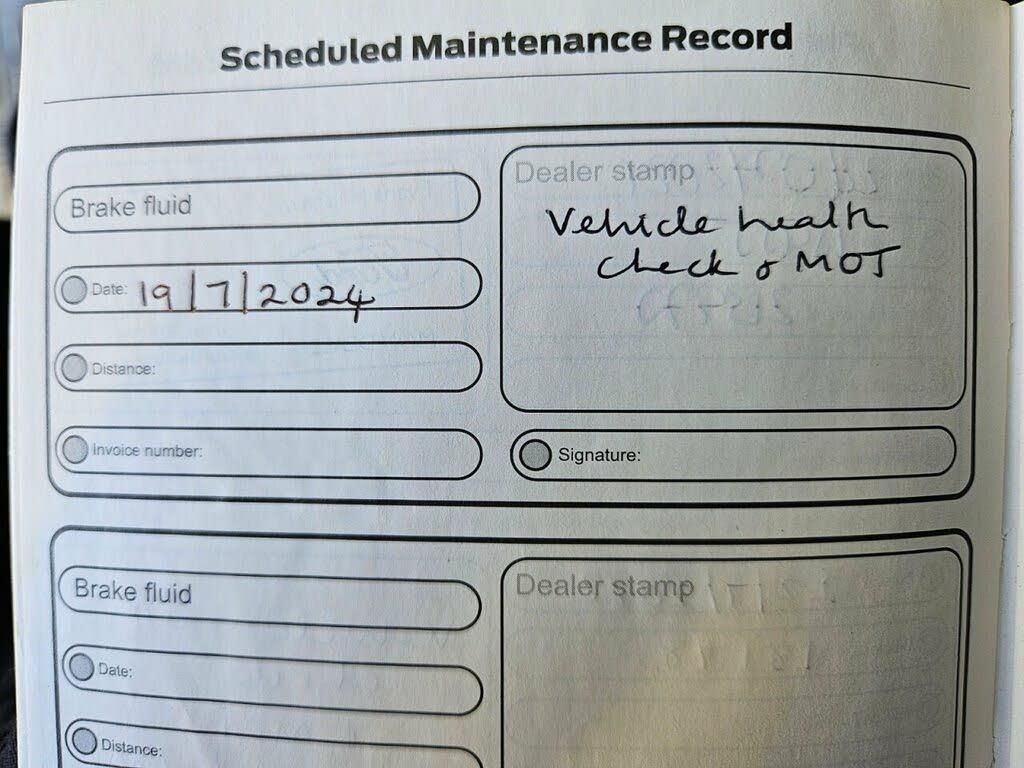 Scheduled Maintenance Record
Brake fluid
Dealer stamp
Vehicle health
check & MOT
Date: 19/7/2024
Distance:
Invoice number:
Signature:
Brake fluid
Dealer stamp
Date:
Distance: